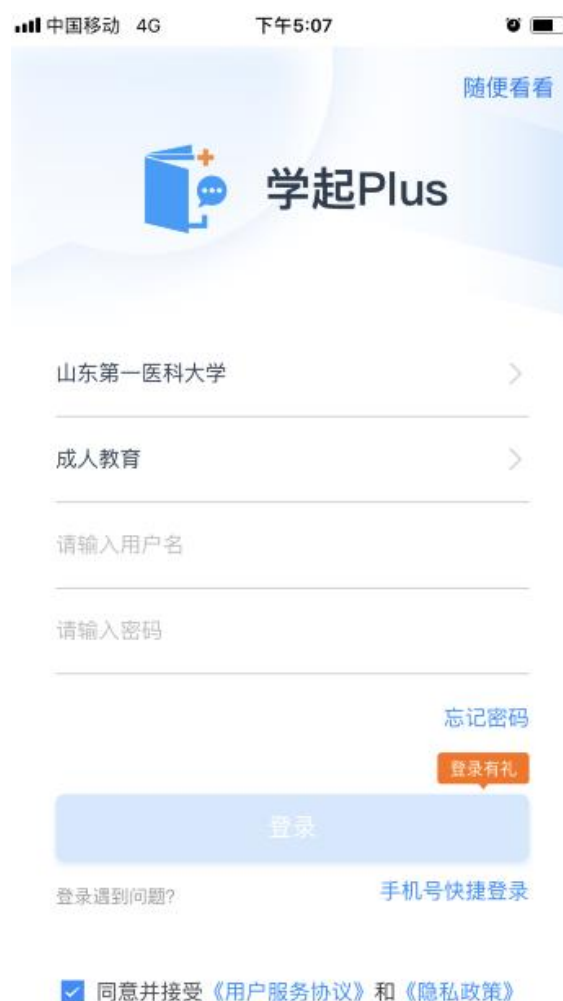 中国移动 4G 下午5:07
随便看看
学起Plus
山东第一医科大学
成人教育
请输入用户名
请输入密码
忘记密码
登录有礼
登录
登录遇到问题? 手机号快捷登录
同意并接受《用户服务协议》和《隐私政策》